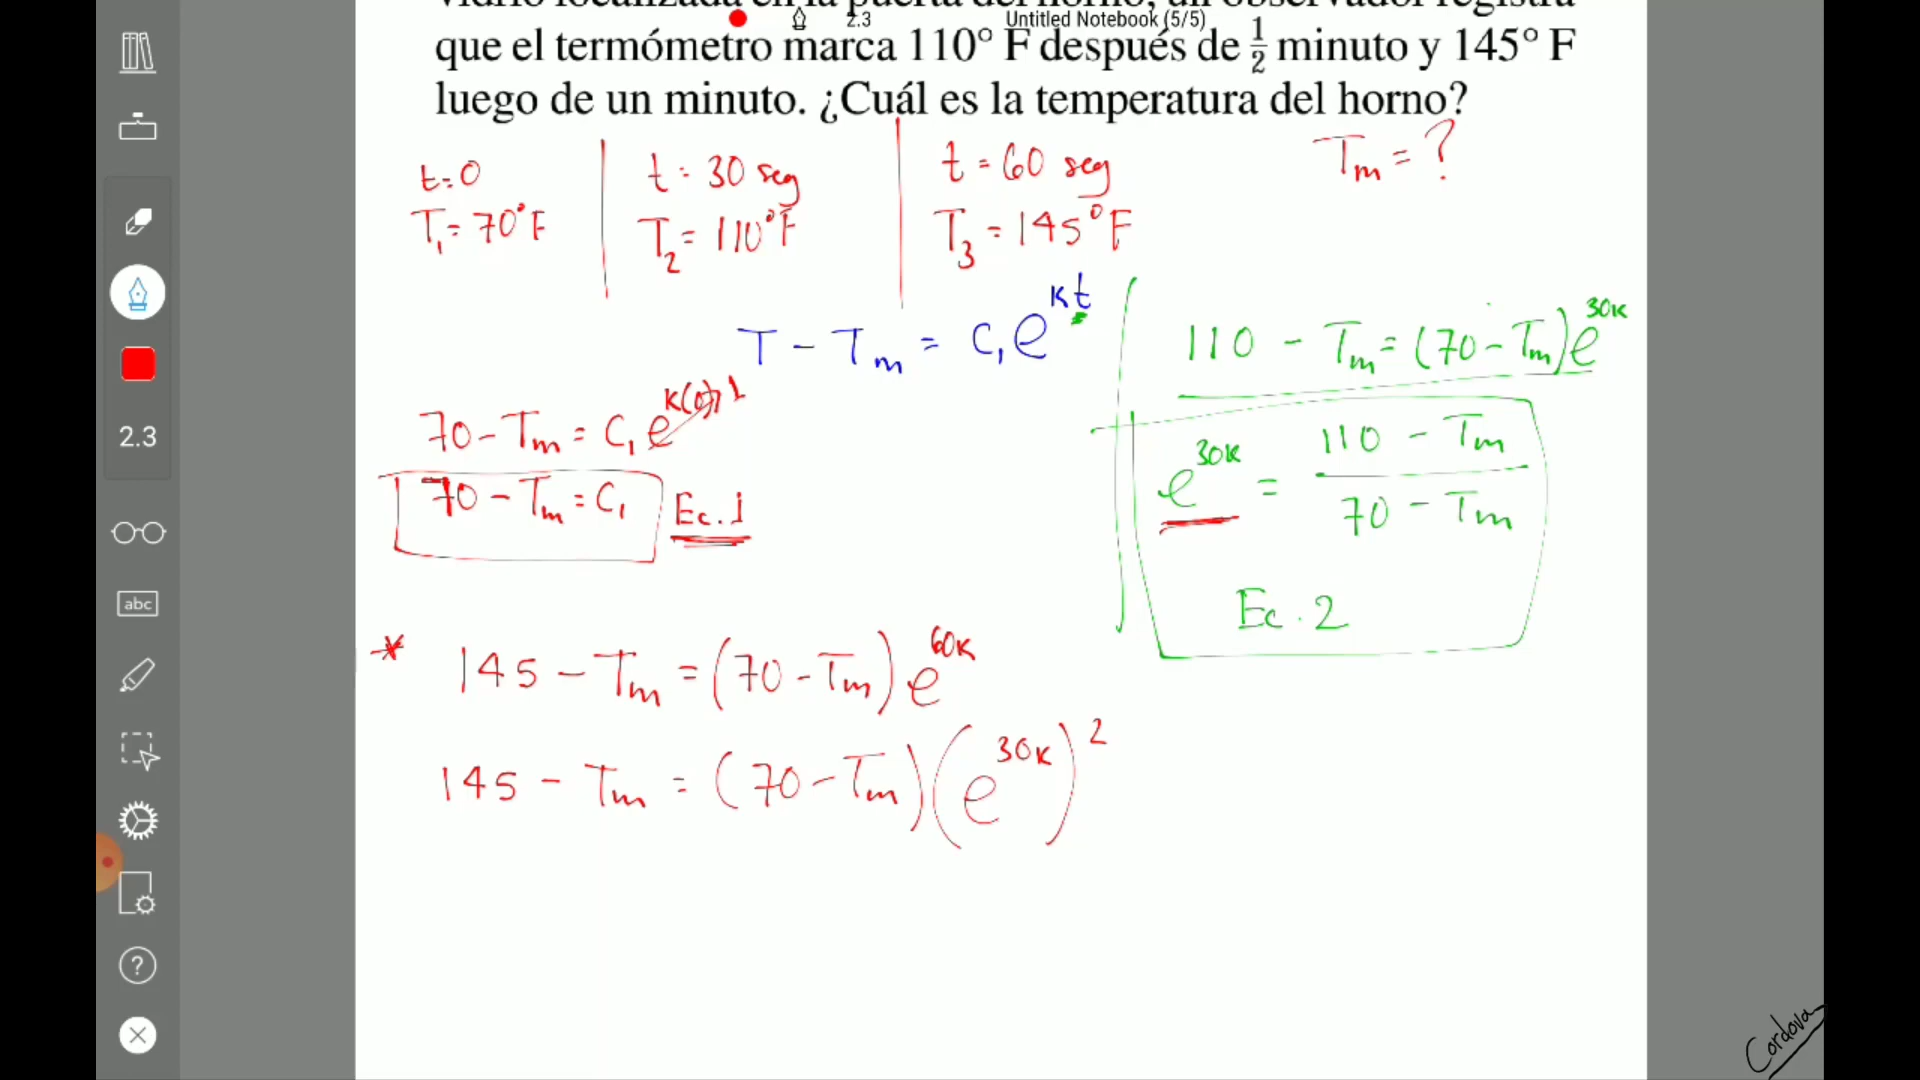 2.3
Untitled Notebook (5/5)
que el termómetro marca 110° F después de 1/2 minuto y 145° F
luego de un minuto. ¿Cuál es la temperatura del horno?
t=0
T₁=70°F
t=30 seg
T₂=110°F
t=60 seg
T₃=145°F
Tm=?
T-Tm=C₁e^(kt)
70-Tm=C₁e^(k(0)) 1
70-Tm=C₁
Ec.1
110-Tm=(70-Tm)e^(30k)
e^(30k)=(110-Tm)/(70-Tm)
Ec.2
* 145-Tm=(70-Tm)e^(60k)
145-Tm=(70-Tm)(e^(30k))²
2.3
abc
?
Cordova